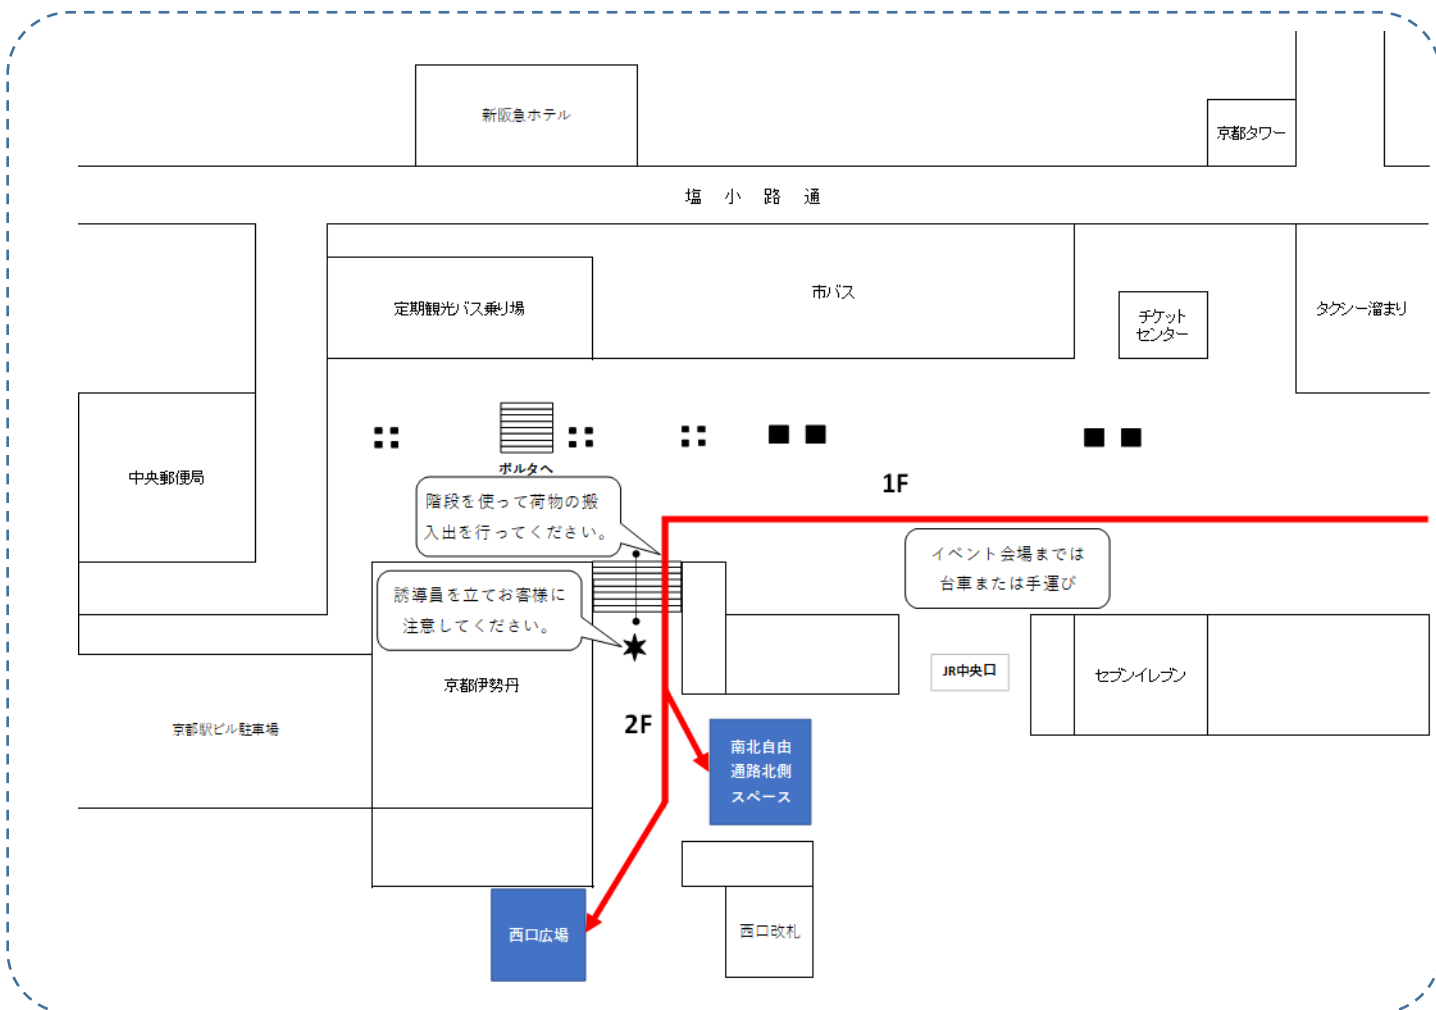 新阪急ホテル
京都タワー
塩小路通
定期観光バス乗り場
市バス
チケット
センター
タクシー溜まり
中央郵便局
ポルタへ
階段を使って荷物の搬
入出を行ってください。
1F
イベント会場までは
台車または手運び
誘導員を立てお客様に
注意してください。
京都伊勢丹
JR中央口
セブンイレブン
京都駅ビル駐車場
2F
南北自由
通路北側
スペース
西口広場
西口改札